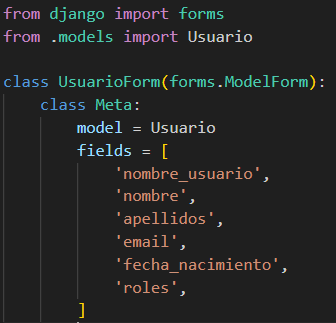 from django import forms
from .models import Usuario

class UsuarioForm(forms.ModelForm):
    class Meta:
        model = Usuario
        fields = [
            'nombre_usuario',
            'nombre',
            'apellidos',
            'email',
            'fecha_nacimiento',
            'roles',
        ]